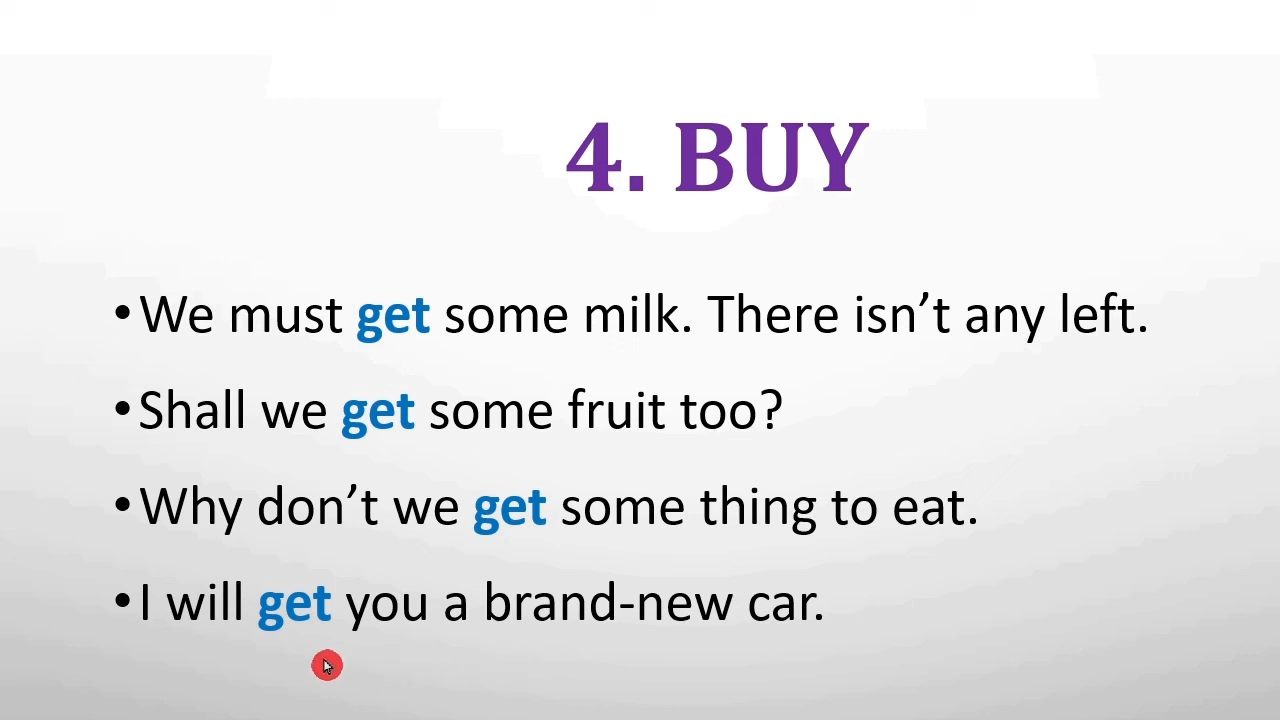 4. BUY
•We must get some milk. There isn’t any left.
•Shall we get some fruit too?
•Why don’t we get some thing to eat.
•I will get you a brand-new car.